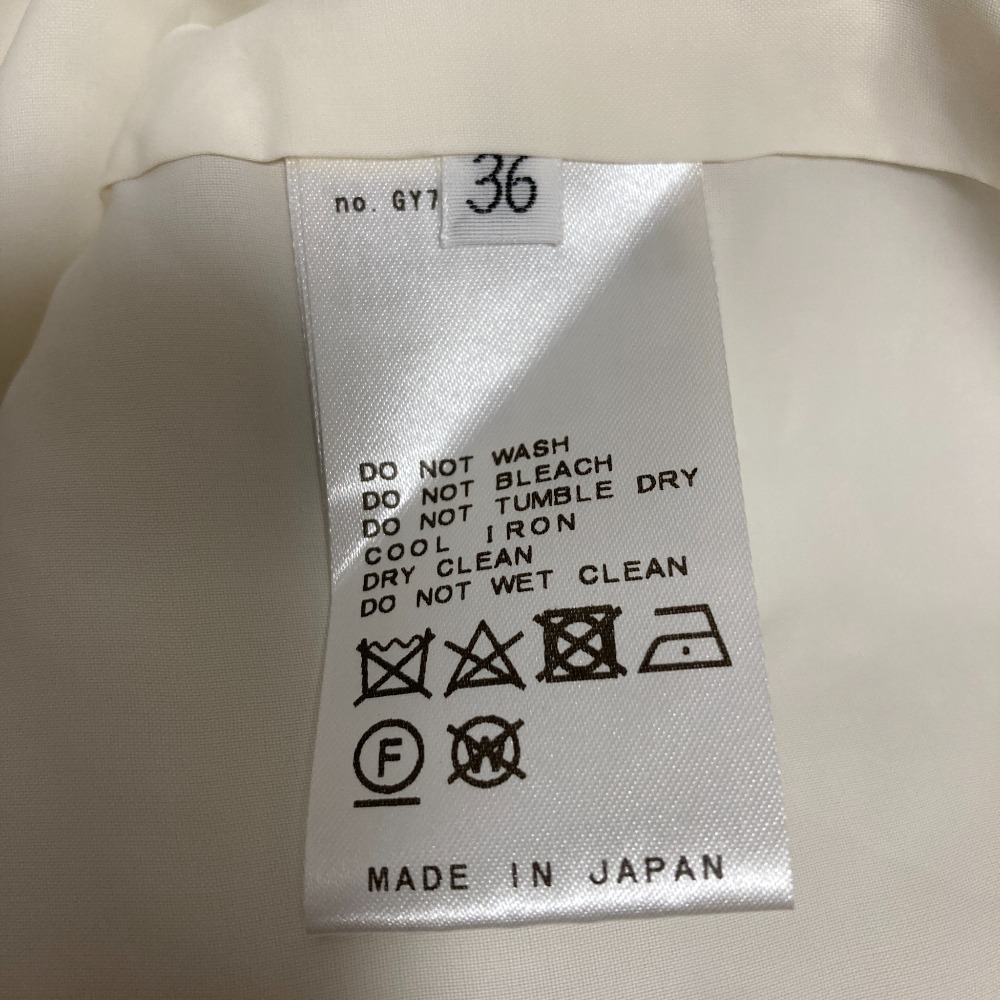 no. GY7
36
DO NOT WASH
DO NOT BLEACH
DO NOT TUMBLE DRY
COOL IRON
DRY CLEAN
DO NOT WET CLEAN
F W
MADE IN JAPAN